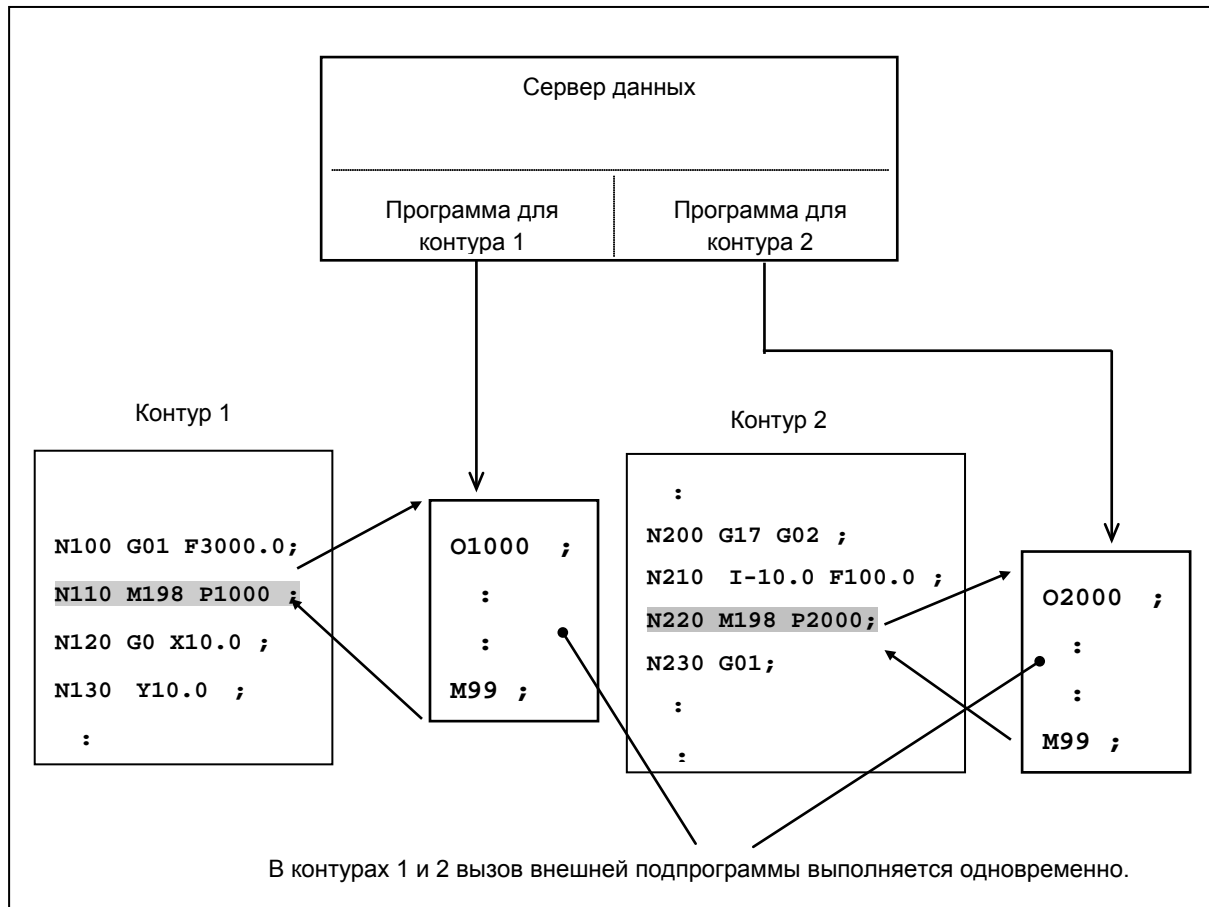 Сервер данных
Программа для
контура 1
Программа для
контура 2
Контур 1
N100 G01 F3000.0;
N110 M198 P1000 ;
N120 G0 X10.0 ;
N130 Y10.0 ;
:
O1000 ;
:
:
M99 ;
Контур 2
:
N200 G17 G02 ;
N210 I-10.0 F100.0 ;
N220 M198 P2000;
N230 G01;
:
:
O2000 ;
:
:
M99 ;
В контурах 1 и 2 вызов внешней подпрограммы выполняется одновременно.